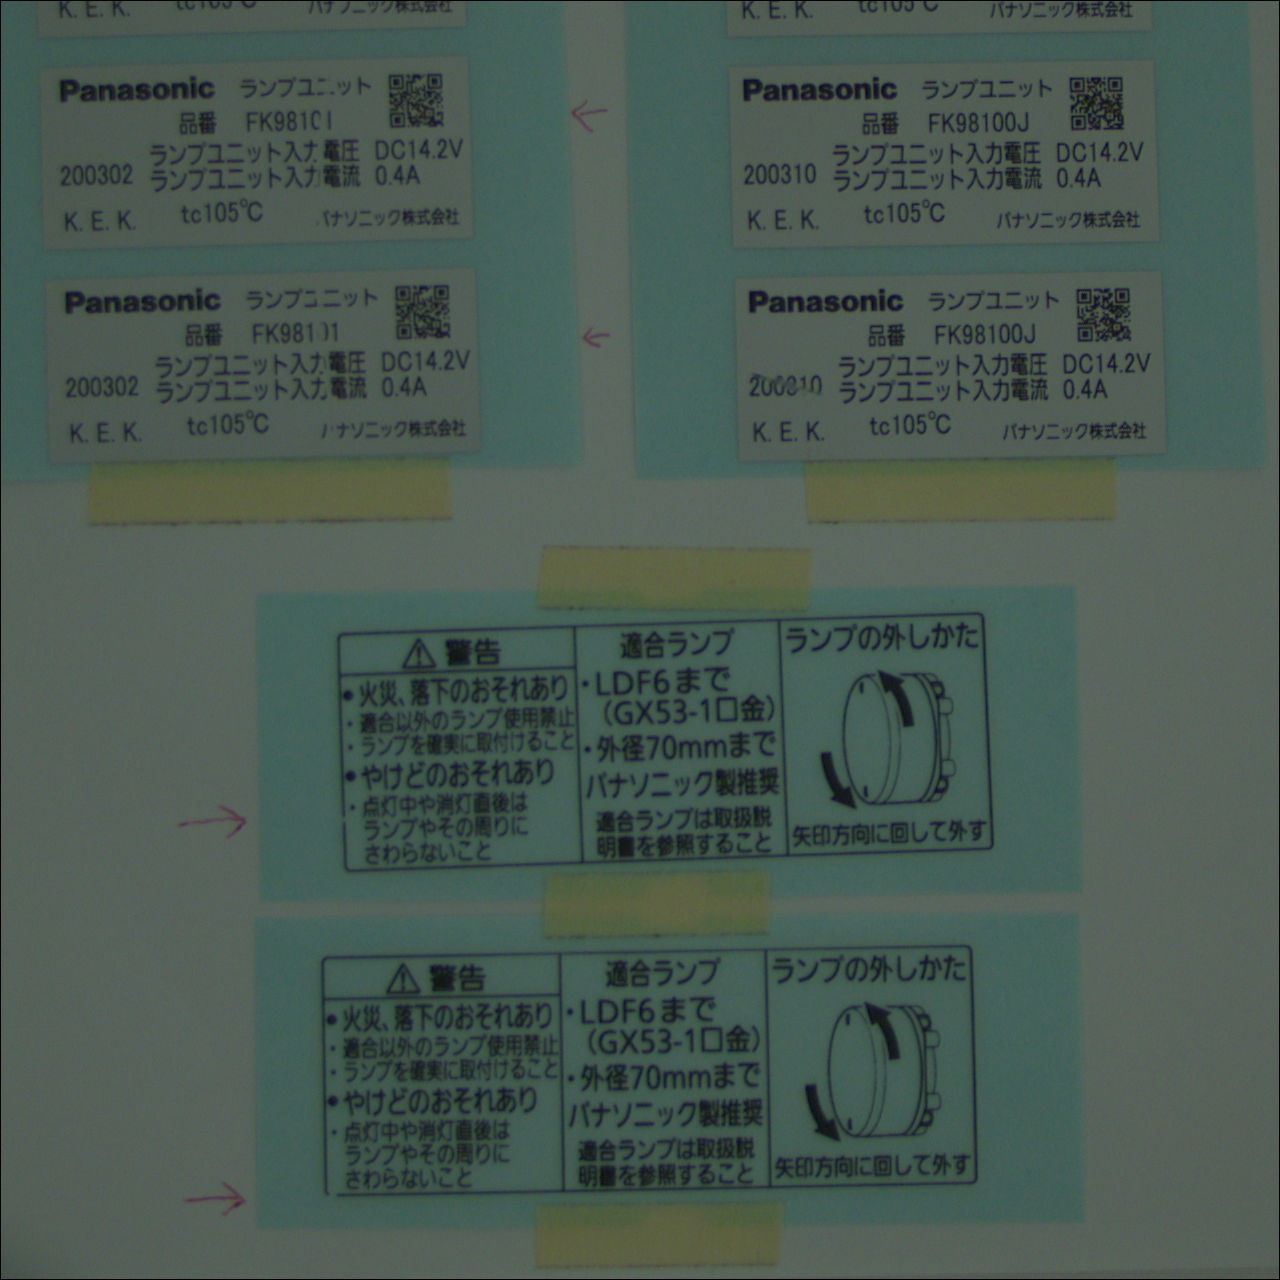 K. E. K. tc105℃ パナソニック株式会社
Panasonic ランプユニット
品番 FK98101
ランプユニット入力電圧 DC14.2V
200302 ランプユニット入力電流 0.4A
K. E. K. tc105℃ パナソニック株式会社
Panasonic ランプユニット
品番 FK98101
ランプユニット入力電圧 DC14.2V
200302 ランプユニット入力電流 0.4A
K. E. K. tc105℃ パナソニック株式会社
K. E. K. tc105℃ パナソニック株式会社
Panasonic ランプユニット
品番 FK98100J
ランプユニット入力電圧 DC14.2V
200310 ランプユニット入力電流 0.4A
K. E. K. tc105℃ パナソニック株式会社
Panasonic ランプユニット
品番 FK98100J
ランプユニット入力電圧 DC14.2V
200310 ランプユニット入力電流 0.4A
K. E. K. tc105℃ パナソニック株式会社
警告
●火災、落下のおそれあり
・適合以外のランプ使用禁止
・ランプを確実に取付けること
●やけどのおそれあり
・点灯中や消灯直後は
ランプやその周りに
さわらないこと
適合ランプ
・LDF6まで
(GX53-1口金)
・外径70mmまで
パナソニック製推奨
適合ランプは取扱説
明書を参照すること
ランプの外しかた
矢印方向に回して外す
警告
●火災、落下のおそれあり
・適合以外のランプ使用禁止
・ランプを確実に取付けること
●やけどのおそれあり
・点灯中や消灯直後は
ランプやその周りに
さわらないこと
適合ランプ
・LDF6まで
(GX53-1口金)
・外径70mmまで
パナソニック製推奨
適合ランプは取扱説
明書を参照すること
ランプの外しかた
矢印方向に回して外す